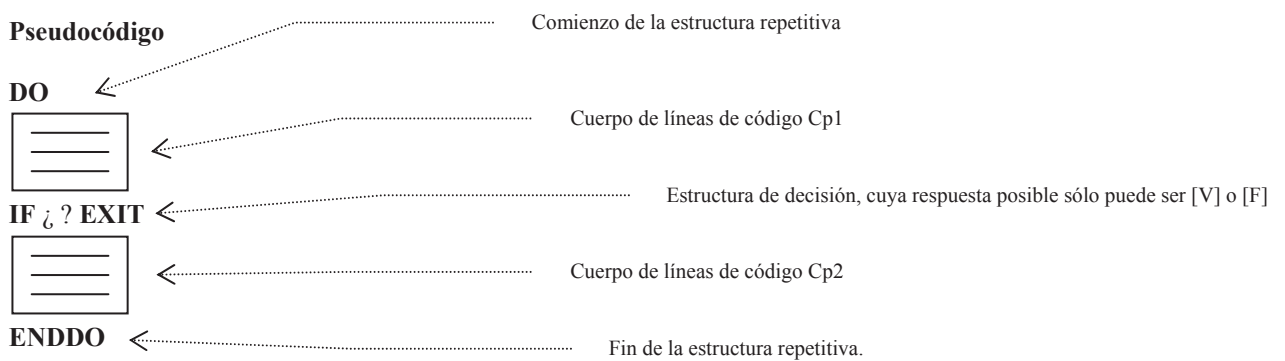 Comienzo de la estructura repetitiva
Pseudocódigo
DO
Cuerpo de líneas de código Cp1
Estructura de decisión, cuya respuesta posible sólo puede ser [V] o [F]
IF ¿ ? EXIT
Cuerpo de líneas de código Cp2
ENDDO
Fin de la estructura repetitiva.